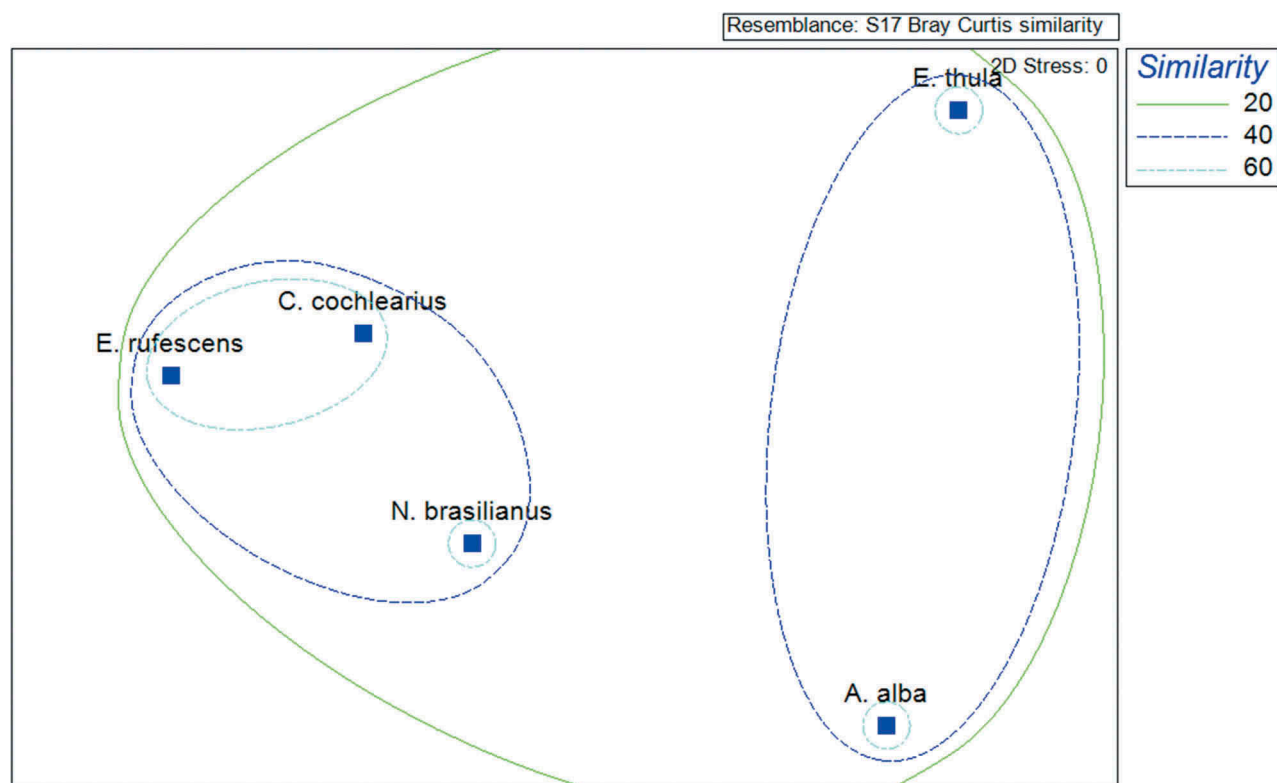 Resemblance: S17 Bray Curtis similarity
2D Stress: 0
E. thula
C. cochlearius
E. rufescens
N. brasilianus
A. alba
Similarity
20
40
60